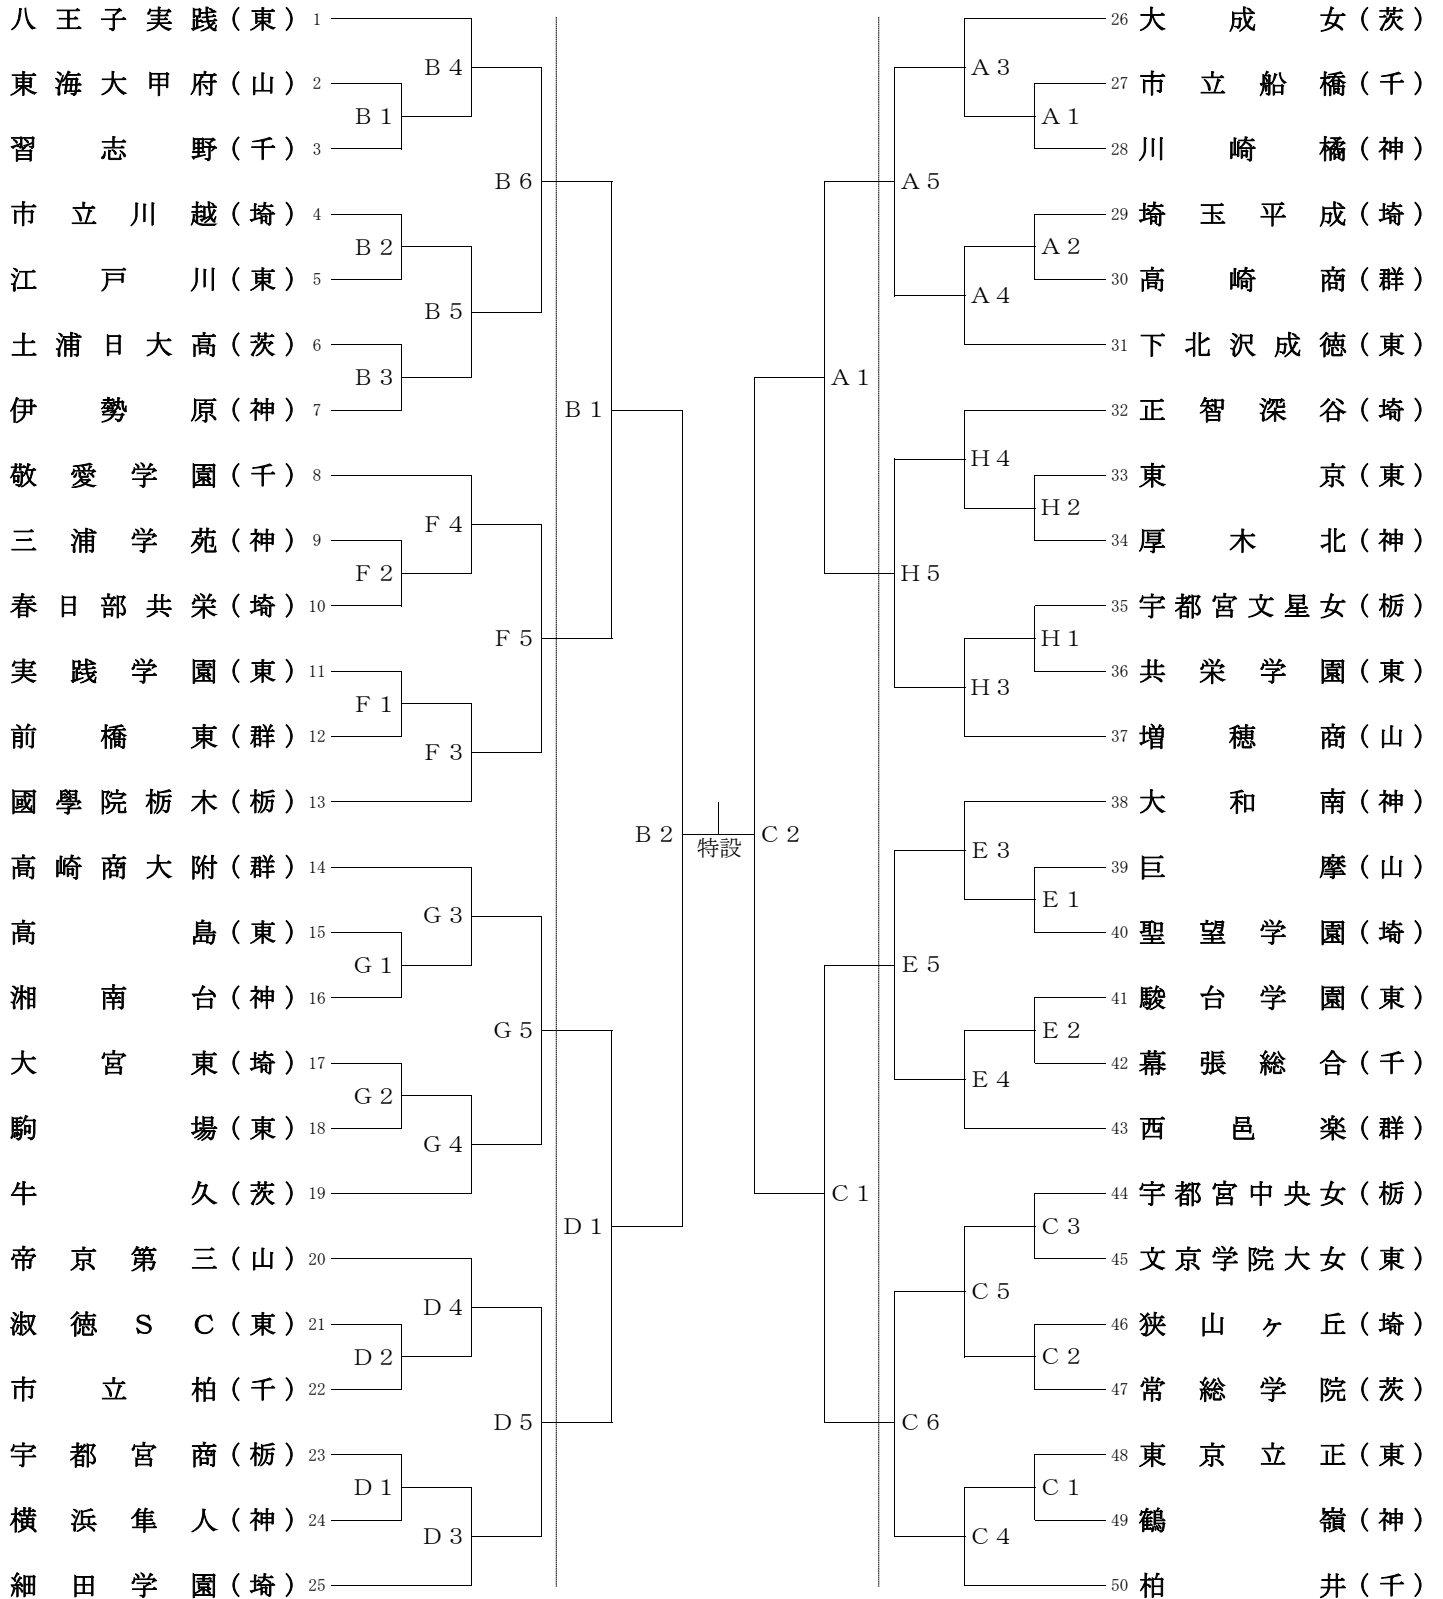 八王子実践(東) 1
東海大甲府(山) 2
習志野(千) 3
市立川越(埼) 4
江戸川(東) 5
土浦日大高(茨) 6
伊勢原(神) 7
敬愛学園(千) 8
三浦学苑(神) 9
春日部共栄(埼) 10
実践学園(東) 11
前橋東(群) 12
國學院栃木(栃) 13
高崎商大附(群) 14
高島(東) 15
湘南台(神) 16
大宮東(埼) 17
駒場(東) 18
牛久(茨) 19
帝京第三(山) 20
淑徳SC(東) 21
市立柏(千) 22
宇都宮商(栃) 23
横浜隼人(神) 24
細田学園(埼) 25
B1
B2
B3
F2
F1
G1
G2
D2
D1
B4
B5
F4
F3
G3
G4
D4
D3
B6
F5
G5
D5
B1
D1
B2
特設
C2
A1
C1
A5
H5
E5
C6
A3
A4
H4
H3
E3
E4
C5
C4
A1
A2
H2
H1
E1
E2
C3
C2
C1
26 大成女(茨)
27 市立船橋(千)
28 川崎橘(神)
29 埼玉平成(埼)
30 高崎商(群)
31 下北沢成徳(東)
32 正智深谷(埼)
33 東京(東)
34 厚木北(神)
35 宇都宮文星女(栃)
36 共栄学園(東)
37 増穂商(山)
38 大和南(神)
39 巨摩(山)
40 聖望学園(埼)
41 駿台学園(東)
42 幕張総合(千)
43 西邑楽(群)
44 宇都宮中央女(栃)
45 文京学院大女(東)
46 狭山ヶ丘(埼)
47 常総学院(茨)
48 東京立正(東)
49 鶴嶺(神)
50 柏井(千)